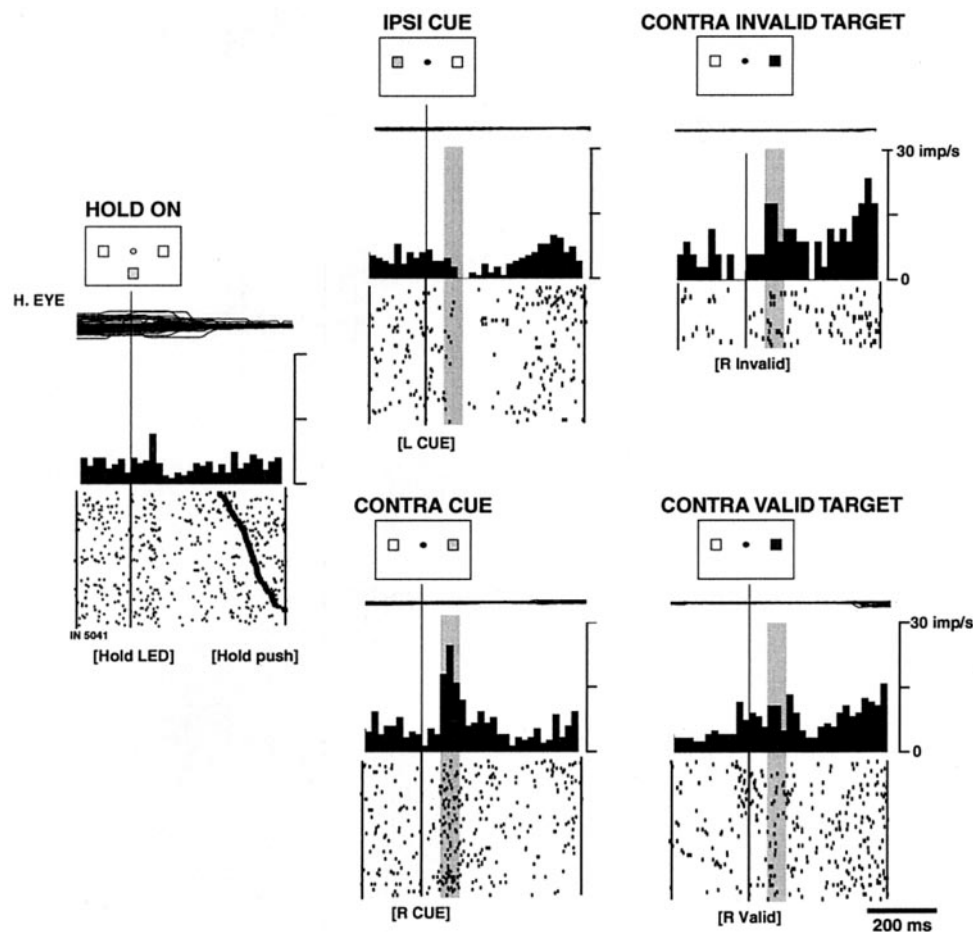 IPSI CUE
CONTRA INVALID TARGET
30 imp/s
0
HOLD ON
H. EYE
[R Invalid]
[L CUE]
CONTRA CUE
CONTRA VALID TARGET
30 imp/s
IN 5041
[Hold LED]
[Hold push]
0
[R CUE]
[R Valid]
200 ms